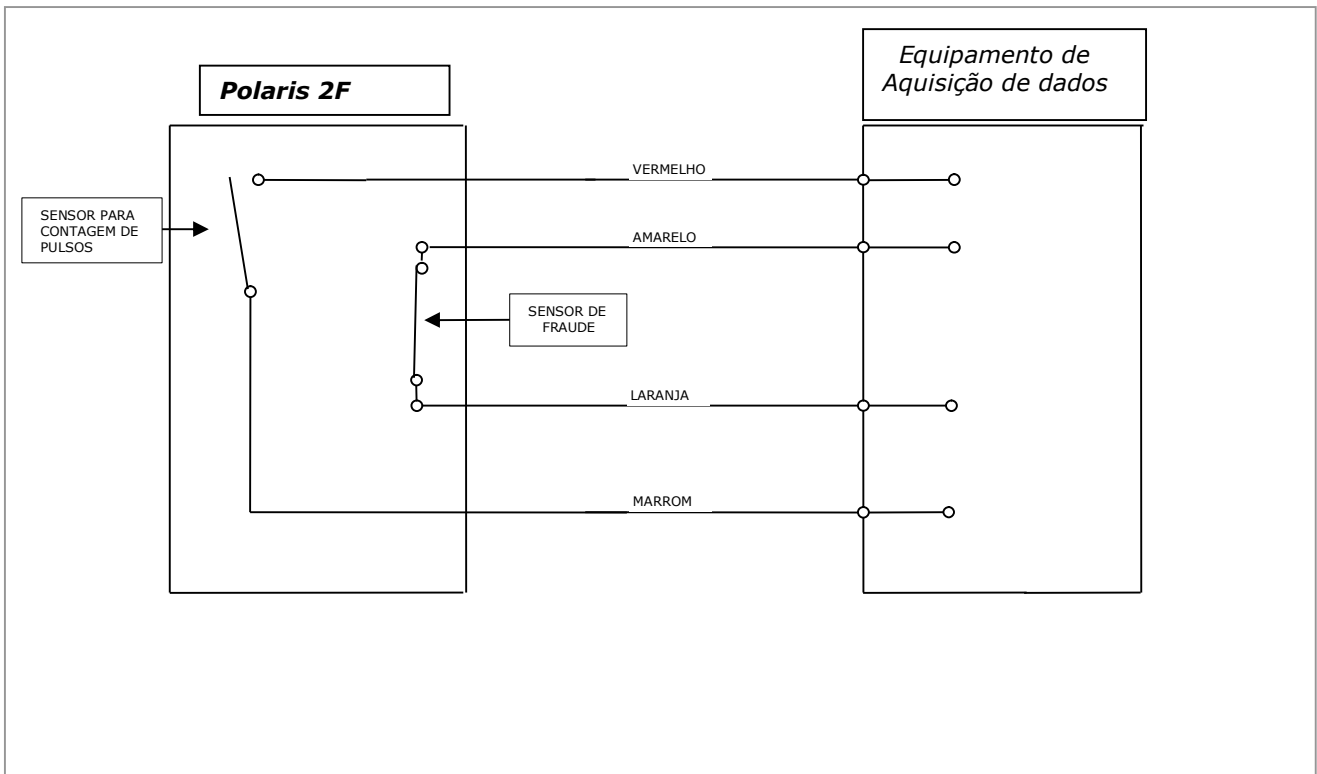 Equipamento de
Aquisição de dados
Polaris 2F
VERMELHO
SENSOR PARA
CONTAGEM DE
PULSOS
AMARELO
SENSOR DE
FRAUDE
LARANJA
MARROM